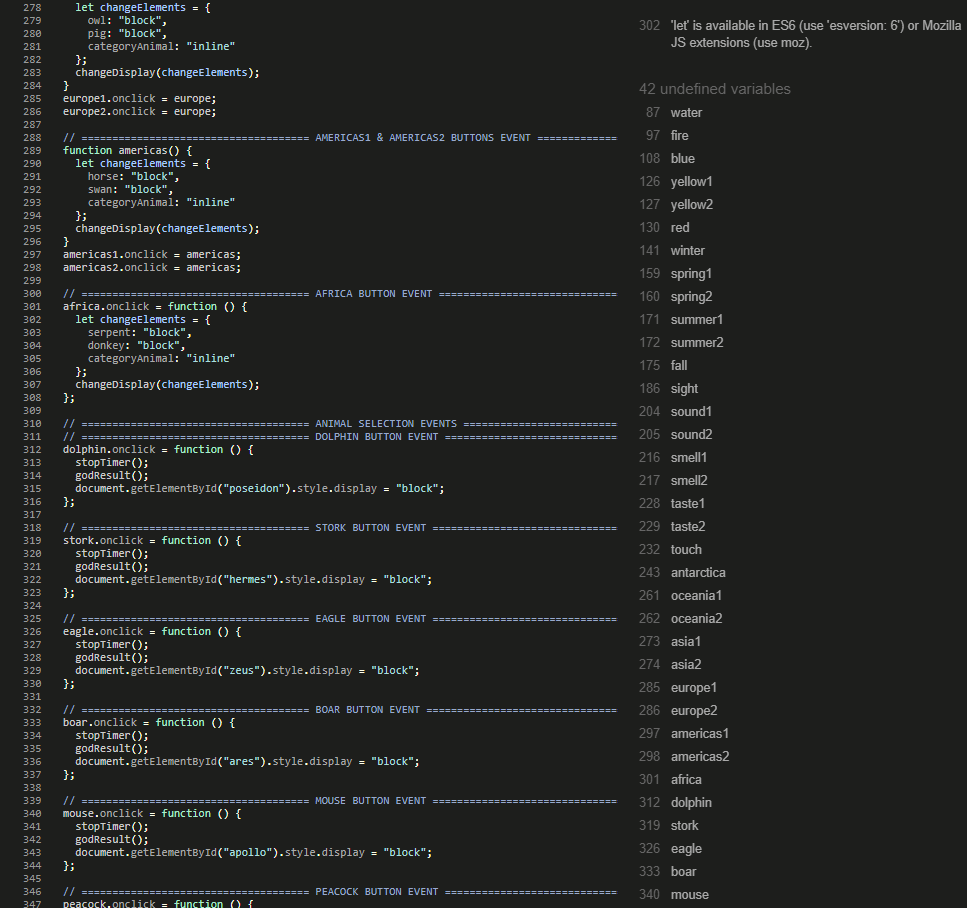 278 let changeElements = {
279 owl: "block",
280 pig: "block",
281 categoryAnimal: "inline"
282 };
283 changeDisplay(changeElements);
284 }
285 europe1.onclick = europe;
286 europe2.onclick = europe;
287
288 // ===================================== AMERICAS1 & AMERICAS2 BUTTONS EVENT =============
289 function americas() {
290 let changeElements = {
291 horse: "block",
292 swan: "block",
293 categoryAnimal: "inline"
294 };
295 changeDisplay(changeElements);
296 }
297 americas1.onclick = americas;
298 americas2.onclick = americas;
299
300 // ===================================== AFRICA BUTTON EVENT =============================
301 africa.onclick = function () {
302 let changeElements = {
303 serpent: "block",
304 donkey: "block",
305 categoryAnimal: "inline"
306 };
307 changeDisplay(changeElements);
308 };
309
310 // ===================================== ANIMAL SELECTION EVENTS =========================
311 // ===================================== DOLPHIN BUTTON EVENT ============================
312 dolphin.onclick = function () {
313 stopTimer();
314 godResult();
315 document.getElementById("poseidon").style.display = "block";
316 };
317
318 // ===================================== STORK BUTTON EVENT ==============================
319 stork.onclick = function () {
320 stopTimer();
321 godResult();
322 document.getElementById("hermes").style.display = "block";
323 };
324
325 // ===================================== EAGLE BUTTON EVENT ==============================
326 eagle.onclick = function () {
327 stopTimer();
328 godResult();
329 document.getElementById("zeus").style.display = "block";
330 };
331
332 // ===================================== BOAR BUTTON EVENT ===============================
333 boar.onclick = function () {
334 stopTimer();
335 godResult();
336 document.getElementById("ares").style.display = "block";
337 };
338
339 // ===================================== MOUSE BUTTON EVENT ==============================
340 mouse.onclick = function () {
341 stopTimer();
342 godResult();
343 document.getElementById("apollo").style.display = "block";
344 };
345
346 // ===================================== PEACOCK BUTTON EVENT ============================
347 peacock.onclick = function () {
302 'let' is available in ES6 (use 'esversion: 6') or Mozilla
JS extensions (use moz).
42 undefined variables
87 water
97 fire
108 blue
126 yellow1
127 yellow2
130 red
141 winter
159 spring1
160 spring2
171 summer1
172 summer2
175 fall
186 sight
204 sound1
205 sound2
216 smell1
217 smell2
228 taste1
229 taste2
232 touch
243 antarctica
261 oceania1
262 oceania2
273 asia1
274 asia2
285 europe1
286 europe2
297 americas1
298 americas2
301 africa
312 dolphin
319 stork
326 eagle
333 boar
340 mouse